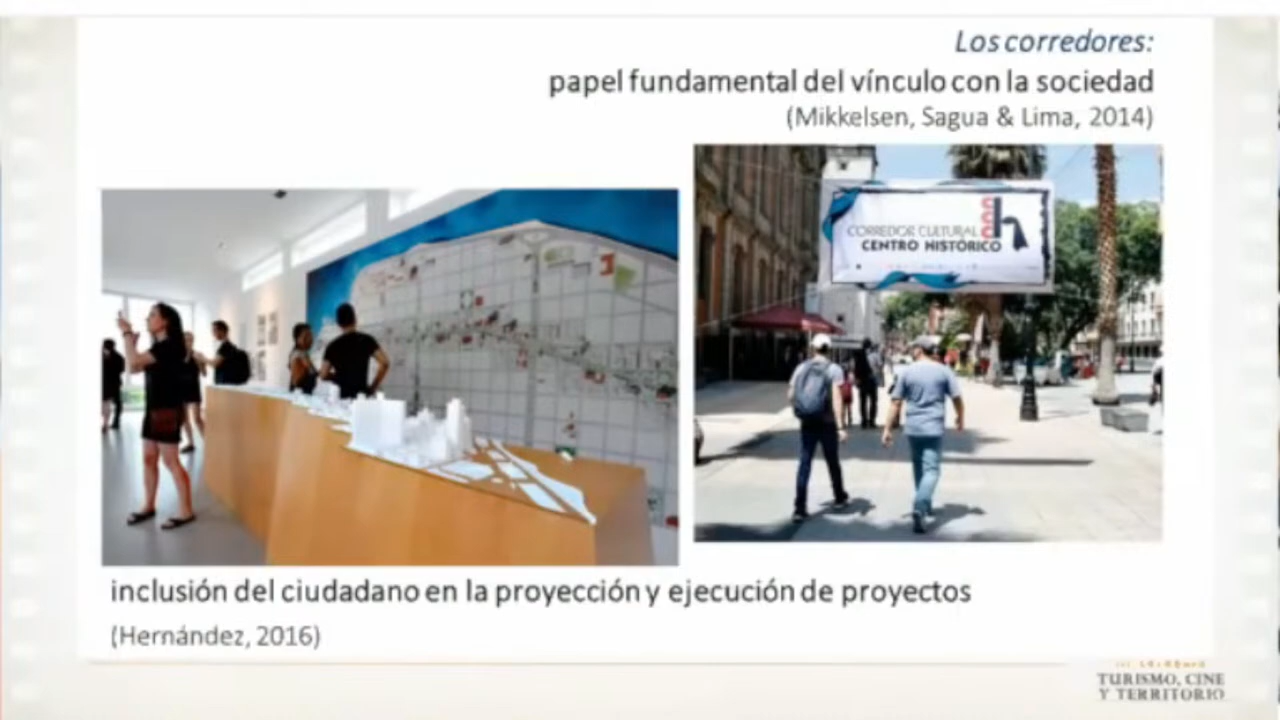 Los corredores:
papel fundamental del vínculo con la sociedad
(Mikkelsen, Sagua & Lima, 2014)
CORREDOR CULTURAL
CENTRO HISTÓRICO
cch
inclusión del ciudadano en la proyección y ejecución de proyectos
(Hernández, 2016)
TURISMO, CINE
Y TERRITORIO